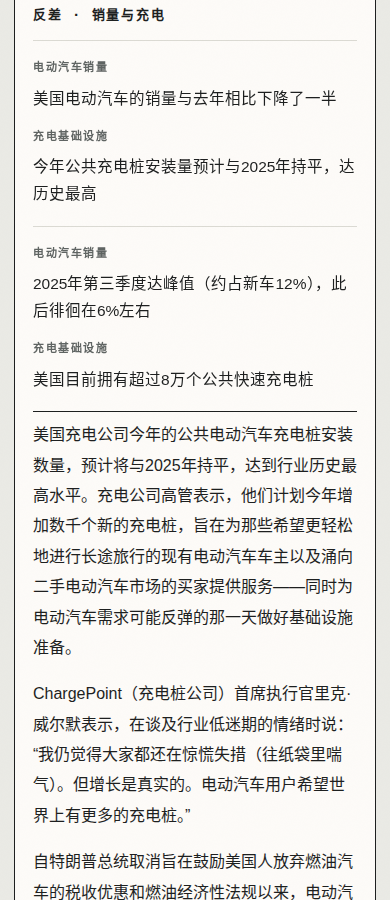 反差 · 销量与充电
电动汽车销量
美国电动汽车的销量与去年相比下降了一半
充电基础设施
今年公共充电桩安装量预计与2025年持平，达
历史最高
电动汽车销量
2025年第三季度达峰值（约占新车12%），此
后徘徊在6%左右
充电基础设施
美国目前拥有超过8万个公共快速充电桩
美国充电公司今年的公共电动汽车充电桩安装
数量，预计将与2025年持平，达到行业历史最
高水平。充电公司高管表示，他们计划今年增
加数千个新的充电桩，旨在为那些希望更轻松
地进行长途旅行的现有电动汽车车主以及涌向
二手电动汽车市场的买家提供服务——同时为
电动汽车需求可能反弹的那一天做好基础设施
准备。
ChargePoint（充电桩公司）首席执行官里克·
威尔默表示，在谈及行业低迷期的情绪时说：
“我仍觉得大家都还在惊慌失措（往纸袋里喘
气）。但增长是真实的。电动汽车用户希望世
界上有更多的充电桩。”
自特朗普总统取消旨在鼓励美国人放弃燃油汽
车的税收优惠和燃油经济性法规以来，电动汽